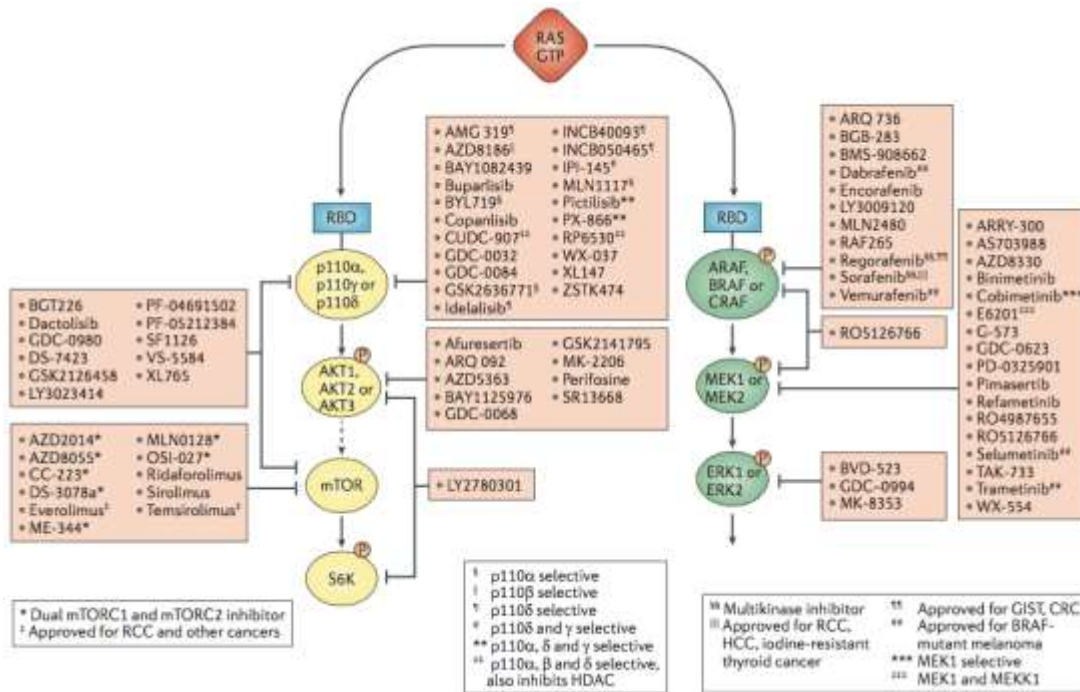 RAS
GTP
RBD
p110α,
p110γ or
p110δ
AKT1,
AKT2 or
AKT3
mTOR
S6K
P
P
• AMG 319¶
• AZD8186||
• BAY1082439
• Buparlisib
• BYL719§
• Copanlisib
• CUDC-907‡‡
• GDC-0032
• GDC-0084
• GSK2636771§
• Idelalisib¶
• INCB40093¶
• INCB050465¶
• IPI-145#
• MLN1117§
• Pictilisib**
• PX-866**
• RP6530‡‡
• WX-037
• XL147
• ZSTK474
• BGT226
• Dactolisib
• GDC-0980
• DS-7423
• GSK2126458
• LY3023414
• PF-04691502
• PF-05212384
• SF1126
• VS-5584
• XL765
• Afuresertib
• ARQ 092
• AZD5363
• BAY1125976
• GDC-0068
• GSK2141795
• MK-2206
• Perifosine
• SR13668
• AZD2014*
• AZD8055*
• CC-223*
• DS-3078a*
• Everolimus‡
• ME-344*
• MLN0128*
• OSI-027*
• Ridaforolimus
• Sirolimus
• Temsirolimus‡
• LY2780301
RBD
ARAF,
BRAF or
CRAF
MEK1 or
MEK2
ERK1 or
ERK2
P
P
P
• ARQ 736
• BGB-283
• BMS-908662
• Dabrafenib##
• Encorafenib
• LY3009120
• MLN2480
• RAF265
• Regorafenib§§,¶¶
• Sorafenib§§,||||
• Vemurafenib##
• RO5126766
• ARRY-300
• AS703988
• AZD8330
• Binimetinib
• Cobimetinib***
• E6201‡‡‡
• G-573
• GDC-0623
• PD-0325901
• Pimasertib
• Refametinib
• RO4987655
• RO5126766
• Selumetinib##
• TAK-733
• Trametinib##
• WX-554
• BVD-523
• GDC-0994
• MK-8353
* Dual mTORC1 and mTORC2 inhibitor
‡ Approved for RCC and other cancers
§ p110α selective
|| p110β selective
¶ p110δ selective
# p110δ and γ selective
** p110α, δ and γ selective
‡‡ p110α, β and δ selective,
also inhibits HDAC
§§ Multikinase inhibitor
|||| Approved for RCC,
HCC, iodine-resistant
thyroid cancer
¶¶ Approved for GIST, CRC
## Approved for BRAF-
mutant melanoma
*** MEK1 selective
‡‡‡ MEK1 and MEKK1